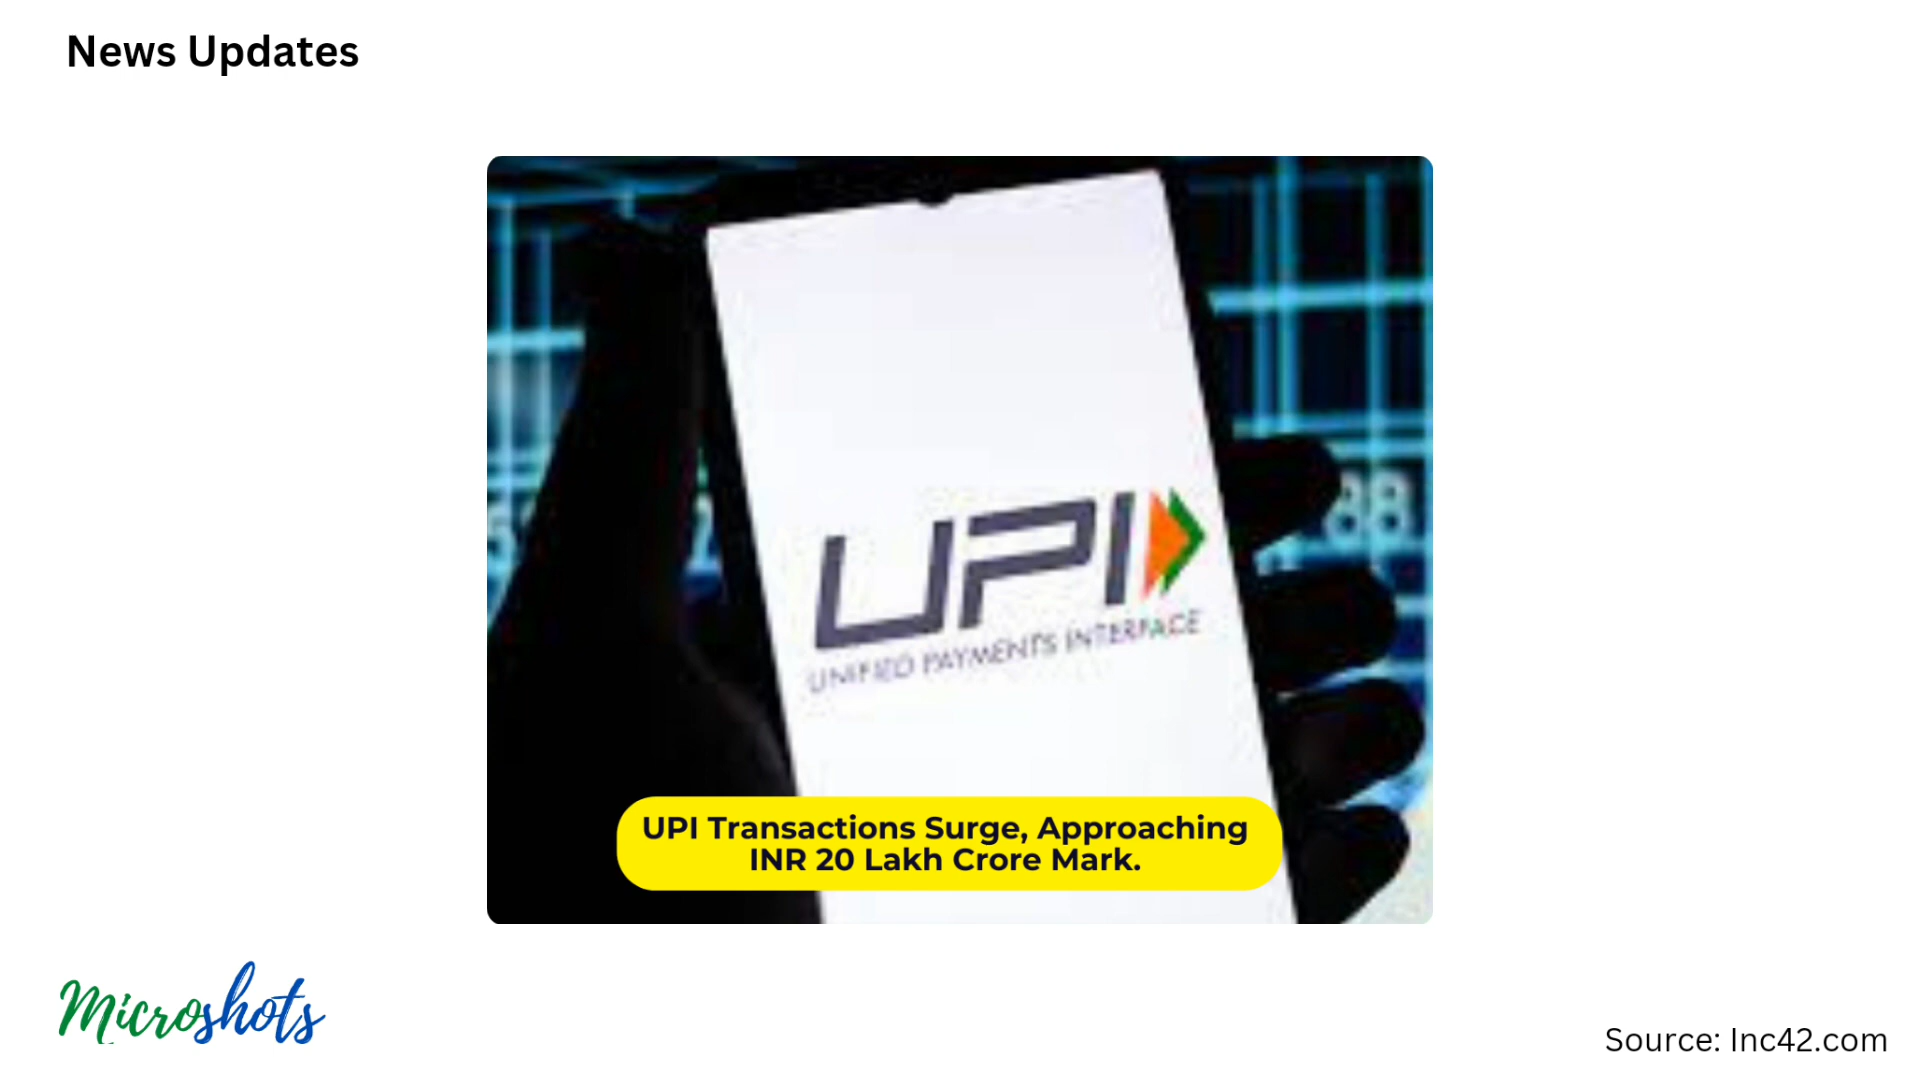 News Updates
UPI
UNIFIED PAYMENTS INTERFACE
88
UPI Transactions Surge, Approaching
INR 20 Lakh Crore Mark.
Microshots
Source: Inc42.com